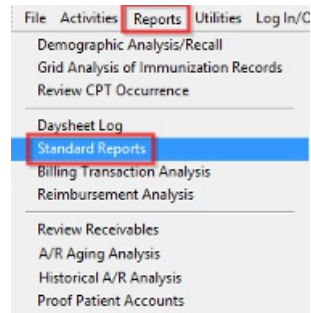 File Activities Reports Utilities Log In/O
Demographic Analysis/Recall
Grid Analysis of Immunization Records
Review CPT Occurrence
Daysheet Log
Standard Reports
Billing Transaction Analysis
Reimbursement Analysis
Review Receivables
A/R Aging Analysis
Historical A/R Analysis
Proof Patient Accounts